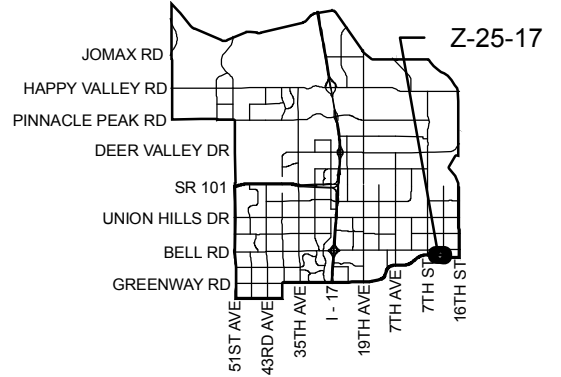 Z-25-17
JOMAX RD
HAPPY VALLEY RD
PINNACLE PEAK RD
DEER VALLEY DR
SR 101
UNION HILLS DR
BELL RD
GREENWAY RD
51ST AVE
43RD AVE
35TH AVE
I - 17
19TH AVE
7TH AVE
7TH ST
16TH ST